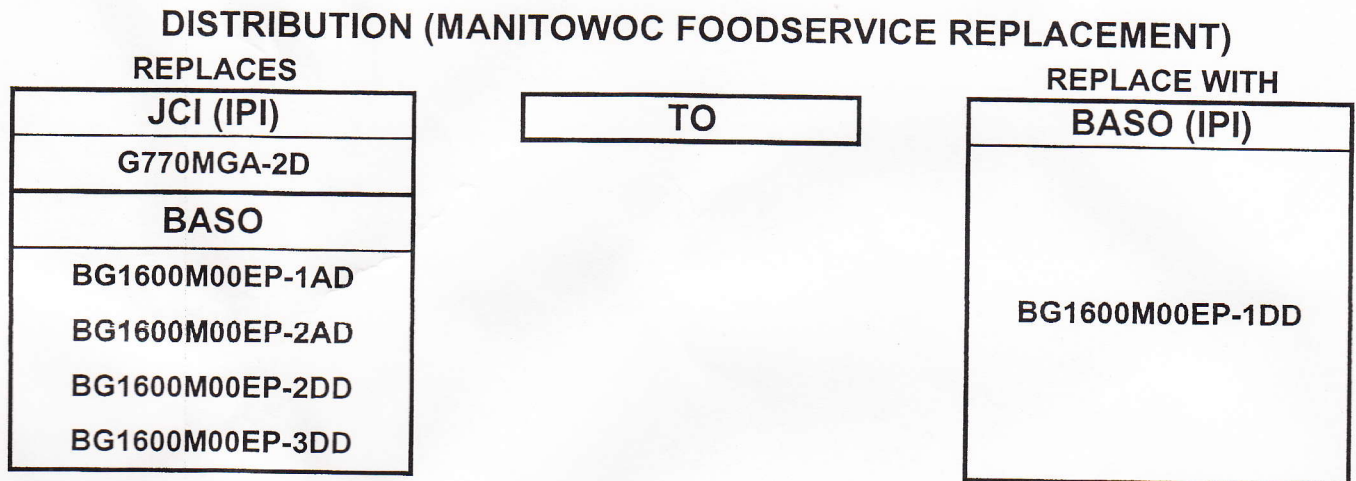 DISTRIBUTION (MANITOWOC FOODSERVICE REPLACEMENT)
REPLACES
JCI (IPI)
G770MGA-2D
BASO
BG1600M00EP-1AD
BG1600M00EP-2AD
BG1600M00EP-2DD
BG1600M00EP-3DD
TO
REPLACE WITH
BASO (IPI)
BG1600M00EP-1DD